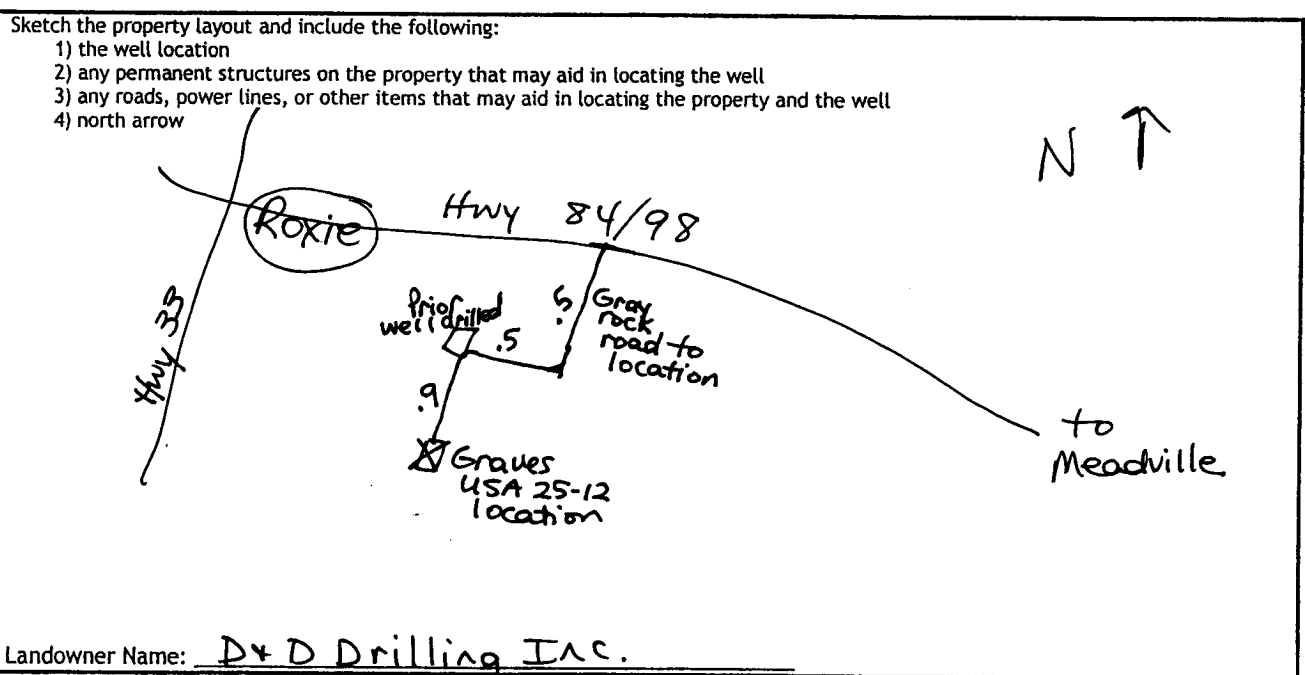 Sketch the property layout and include the following:
1) the well location
2) any permanent structures on the property that may aid in locating the well
3) any roads, power lines, or other items that may aid in locating the property and the well
4) north arrow
N
Roxie
Hwy 84/98
Hwy 33
Prior
well drilled
.5
.5
Gray
rock
road to
location
.9
Graves
USA 25-12
location
to
Meadville
Landowner Name: D & D Drilling Inc.